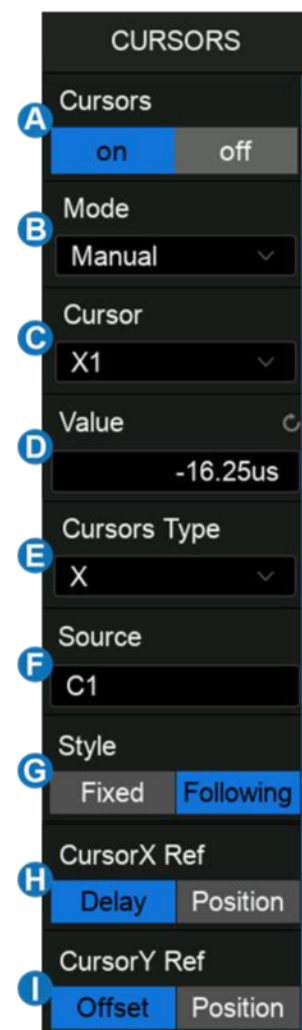 CURSORS
Cursors
A
on off
Mode
B
Manual
Cursor
C
X1
Value
D
-16.25us
Cursors Type
E
X
Source
F
C1
Style
G
Fixed Following
CursorX Ref
H
Delay Position
CursorY Ref
I
Offset Position